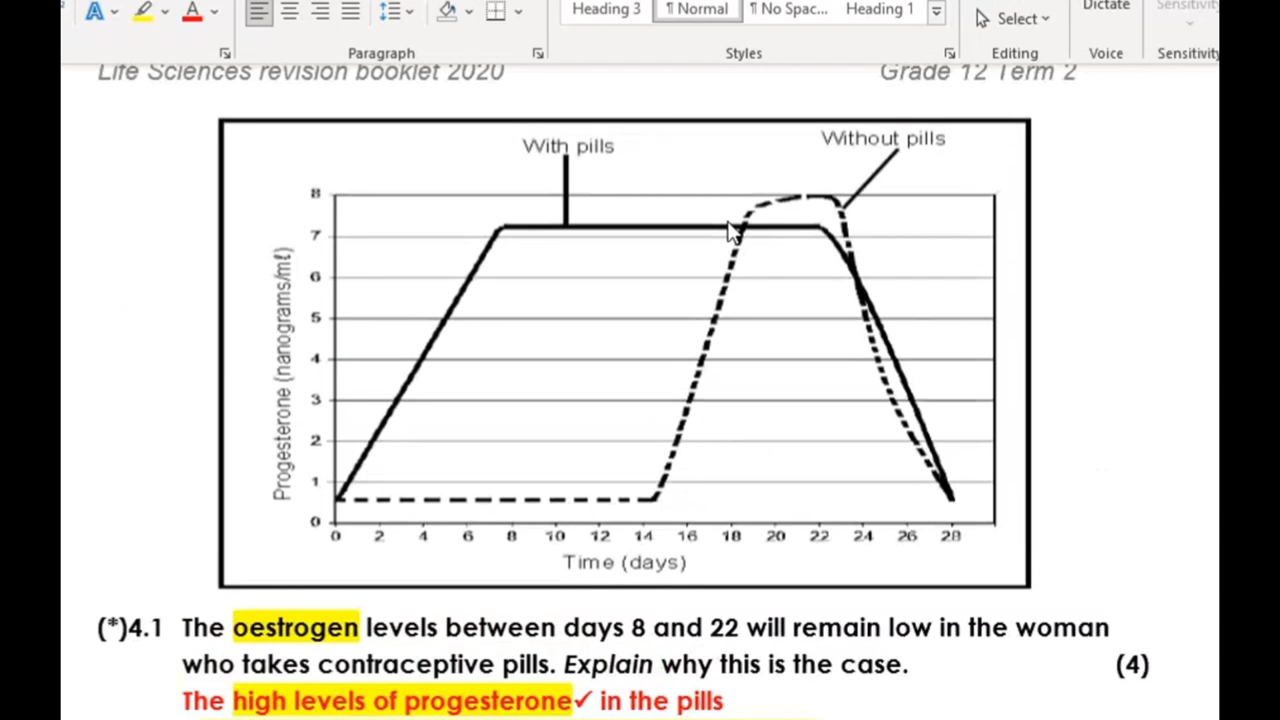 Heading 3 ¶ Normal ¶ No Spac... Heading 1 Select Dictate Sensitivity
Paragraph Styles Editing Voice Sensitivity
Life Sciences revision booklet 2020 Grade 12 Term 2
With pills Without pills
8
7
6
5
4
3
2
1
0
Progesterone (nanograms/mℓ)
0 2 4 6 8 10 12 14 16 18 20 22 24 26 28
Time (days)
(*)4.1 The oestrogen levels between days 8 and 22 will remain low in the woman
who takes contraceptive pills. Explain why this is the case. (4)
The high levels of progesterone✓ in the pills